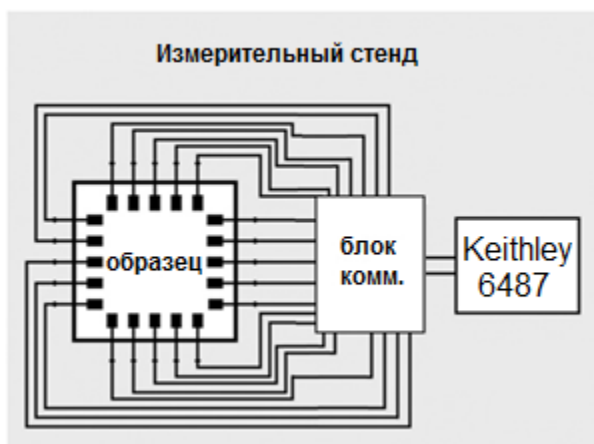 Измерительный стенд
образец
блок
комм.
Keithley
6487